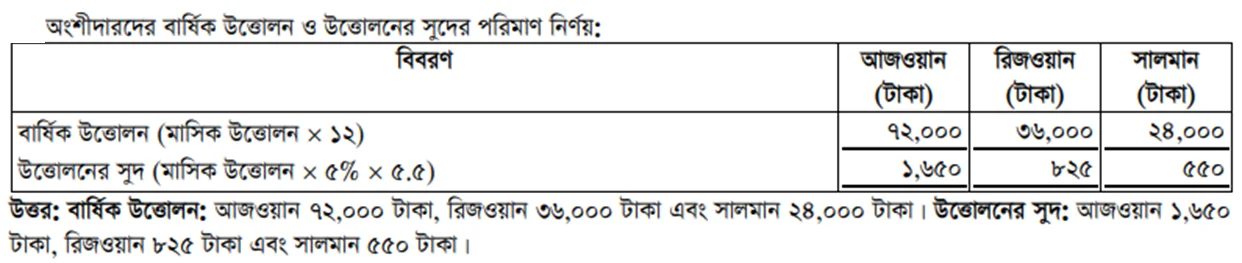 অংশীদারদের বার্ষিক উত্তোলন ও উত্তোলনের সুদের পরিমাণ নির্ণয়:
বিবরণ আজওয়ান রিজওয়ান সালমান
(টাকা) (টাকা) (টাকা)
বার্ষিক উত্তোলন (মাসিক উত্তোলন × ১২) ৭২,০০০ ৩৬,০০০ ২৪,০০০
উত্তোলনের সুদ (মাসিক উত্তোলন × ৫% × ৫.৫) ১,৬৫০ ৮২৫ ৫৫০
উত্তর: বার্ষিক উত্তোলন: আজওয়ান ৭২,০০০ টাকা, রিজওয়ান ৩৬,০০০ টাকা এবং সালমান ২৪,০০০ টাকা। উত্তোলনের সুদ: আজওয়ান ১,৬৫০
টাকা, রিজওয়ান ৮২৫ টাকা এবং সালমান ৫৫০ টাকা।